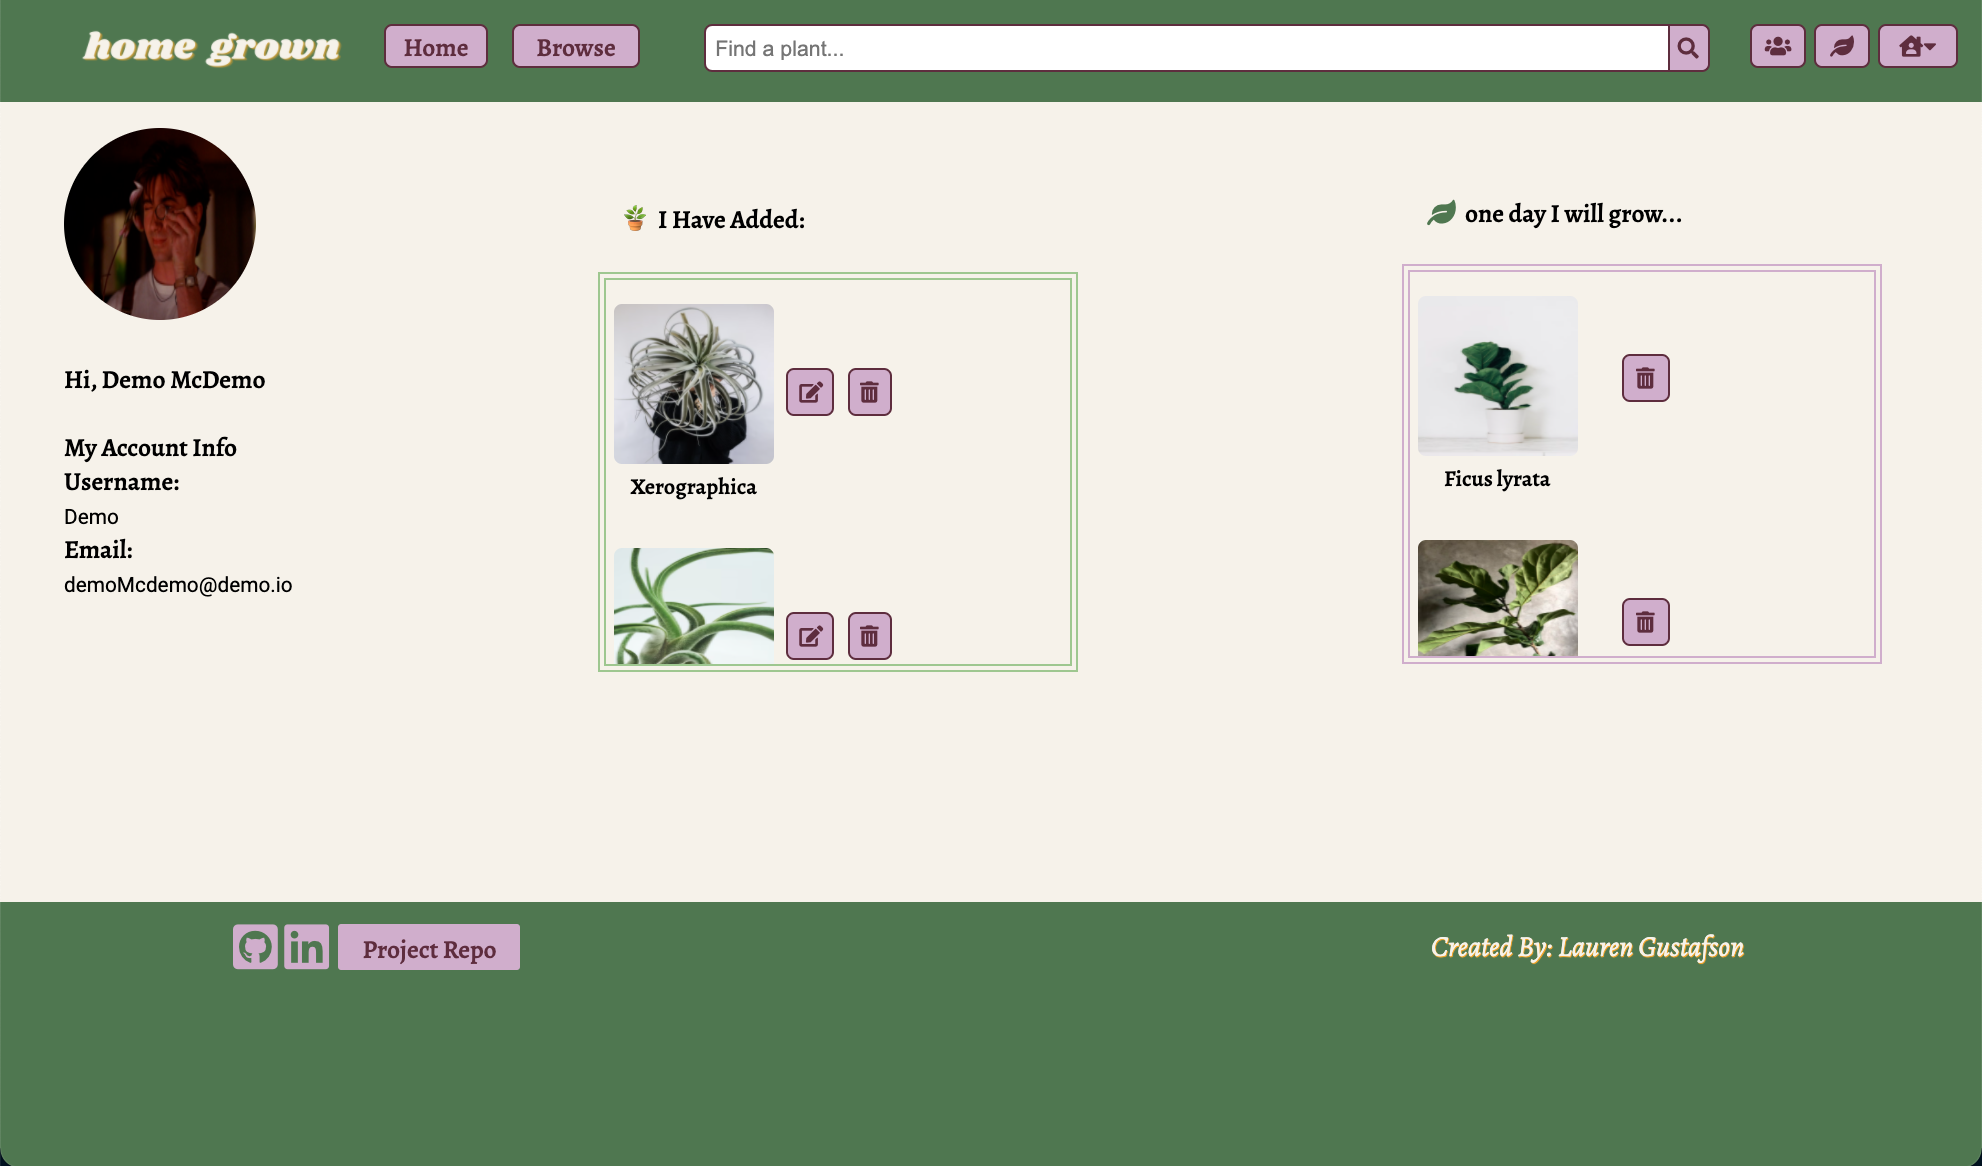 home grown
Home
Browse
Find a plant...
Hi, Demo McDemo
My Account Info
Username:
Demo
Email:
demoMcdemo@demo.io
I Have Added:
Xerographica
one day I will grow...
Ficus lyrata
in
Project Repo
Created By: Lauren Gustafson